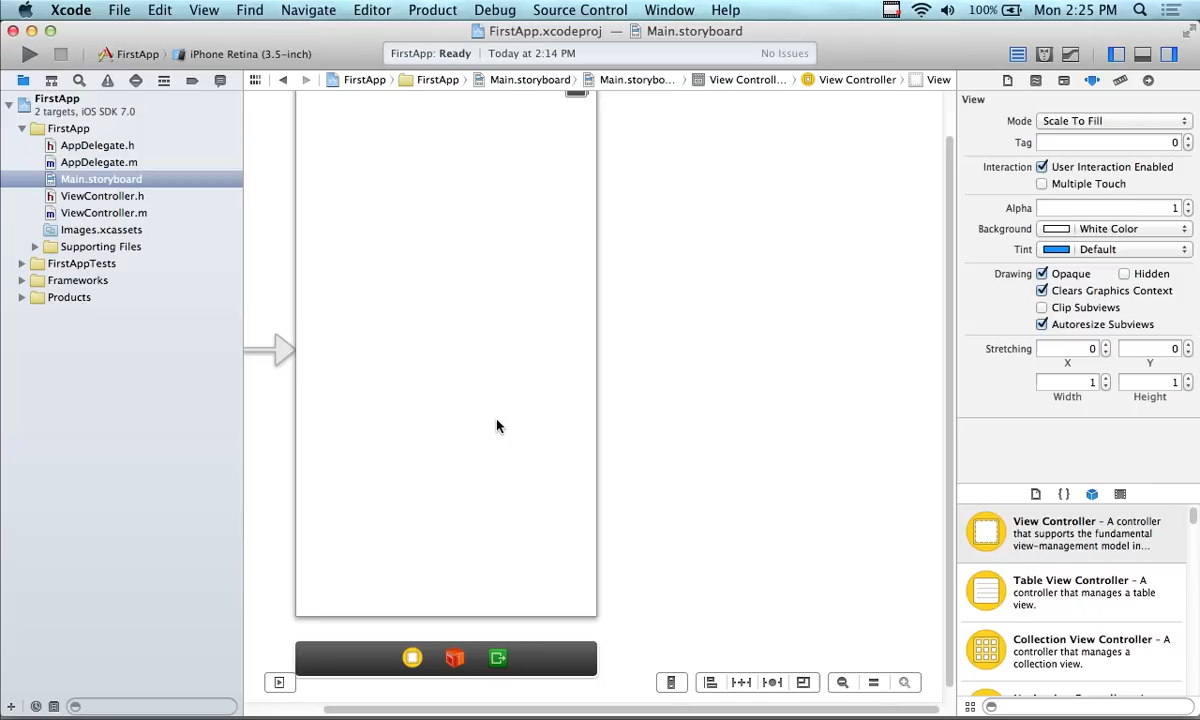 Xcode File Edit View Find Navigate Editor Product Debug Source Control Window Help 100% Mon 2:25 PM
FirstApp.xcodeproj — Main.storyboard
FirstApp iPhone Retina (3.5-inch) FirstApp: Ready Today at 2:14 PM No Issues
FirstApp FirstApp Main.storyboard Main.storybo... View Controll... View Controller View
FirstApp
2 targets, iOS SDK 7.0
FirstApp
AppDelegate.h
AppDelegate.m
Main.storyboard
ViewController.h
ViewController.m
Images.xcassets
Supporting Files
FirstAppTests
Frameworks
Products
View
Mode Scale To Fill
Tag 0
Interaction User Interaction Enabled
Multiple Touch
Alpha 1
Background White Color
Tint Default
Drawing Opaque Hidden
Clears Graphics Context
Clip Subviews
Autoresize Subviews
Stretching 0 0
X Y
1 1
Width Height
View Controller - A controller
that supports the fundamental
view-management model in...
Table View Controller - A
controller that manages a table
view.
Collection View Controller - A
controller that manages a
collection view.